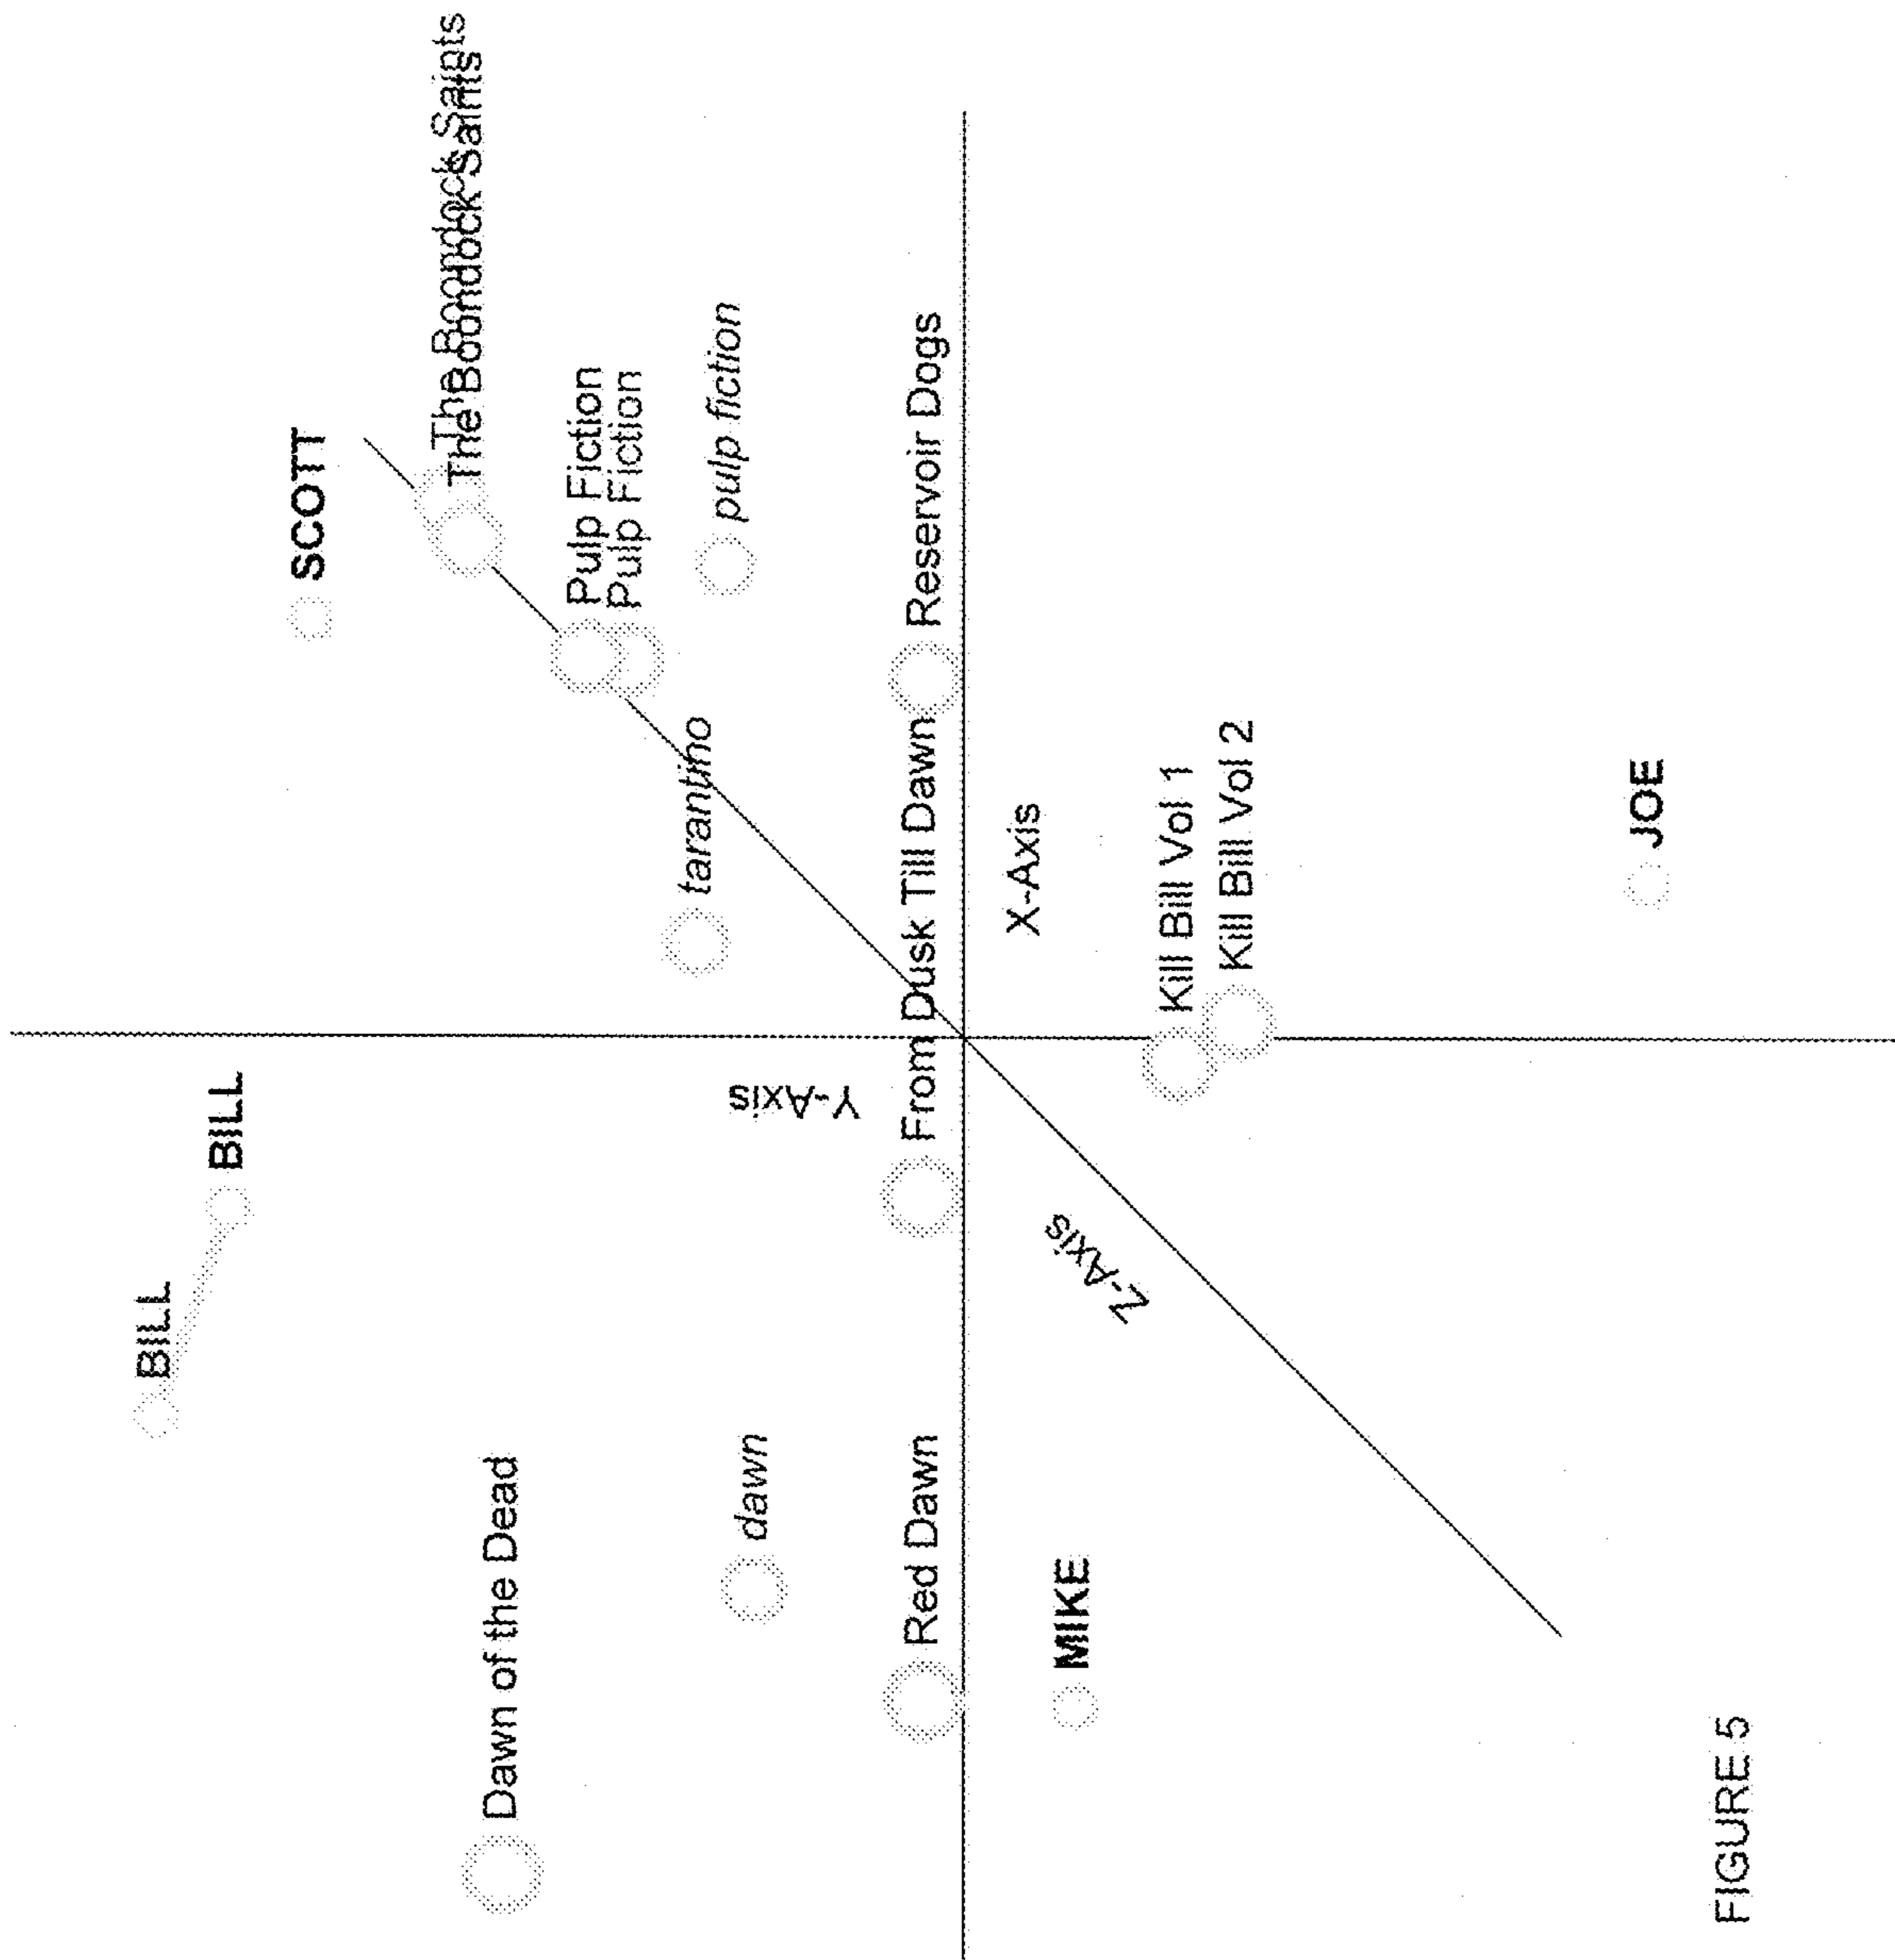 BILL
BILL
SCOTT
The Boondock Saints
The Boondock Saints
Dawn of the Dead
Pulp Fiction
Pulp Fiction
tarantino
pulp fiction
dawn
Y-Axis
Red Dawn
From Dusk Till Dawn
Reservoir Dogs
X-Axis
MIKE
Z-Axis
Kill Bill Vol 1
Kill Bill Vol 2
JOE
FIGURE 5